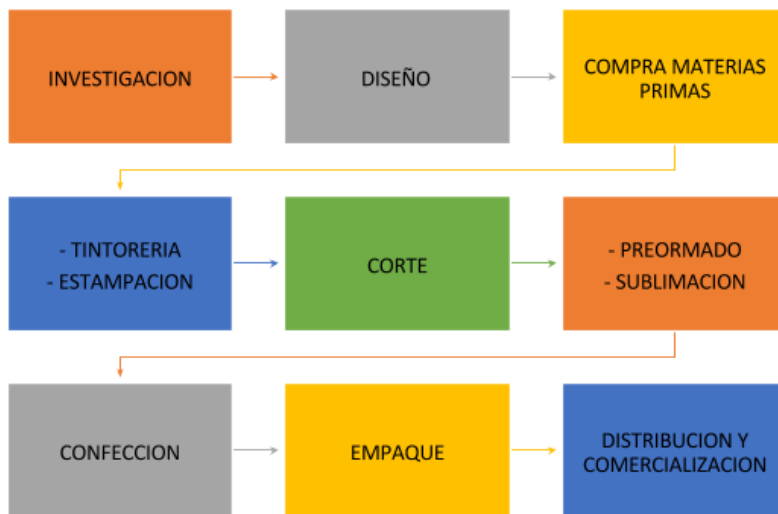 INVESTIGACION
DISEÑO
COMPRA MATERIAS
PRIMAS
- TINTORERIA
- ESTAMPACION
CORTE
- PREORMADO
- SUBLIMACION
CONFECCION
EMPAQUE
DISTRIBUCION Y
COMERCIALIZACION